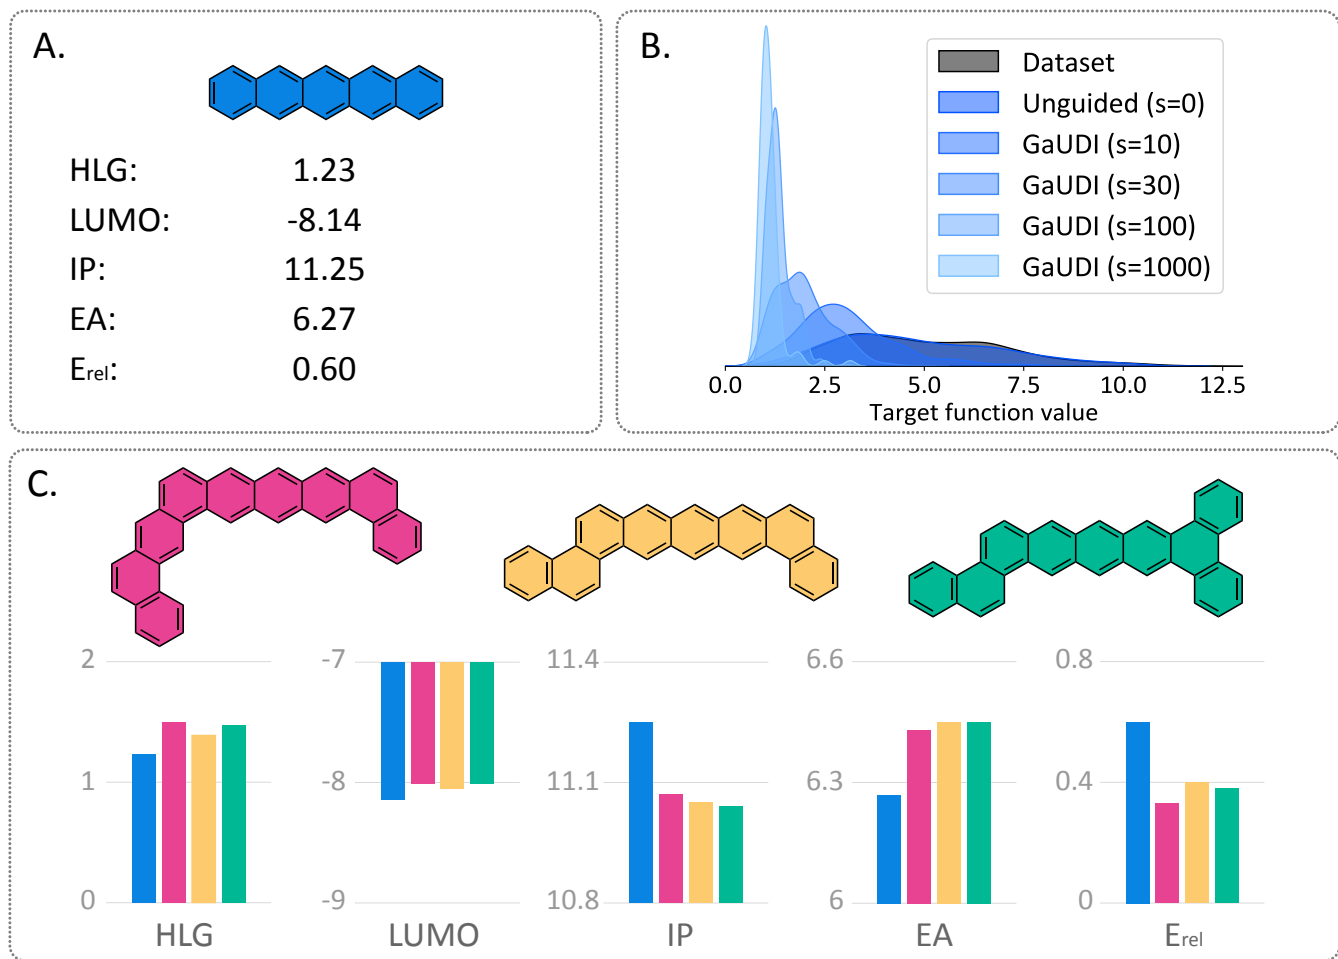 A.
HLG: 1.23
LUMO: -8.14
IP: 11.25
EA: 6.27
Erel: 0.60
B.
Dataset
Unguided (s=0)
GaUDI (s=10)
GaUDI (s=30)
GaUDI (s=100)
GaUDI (s=1000)
0.0 2.5 5.0 7.5 10.0 12.5
Target function value
C.
2 -7 11.4 6.6 0.8
1 -8 11.1 6.3 0.4
0 -9 10.8 6 0
HLG LUMO IP EA Erel